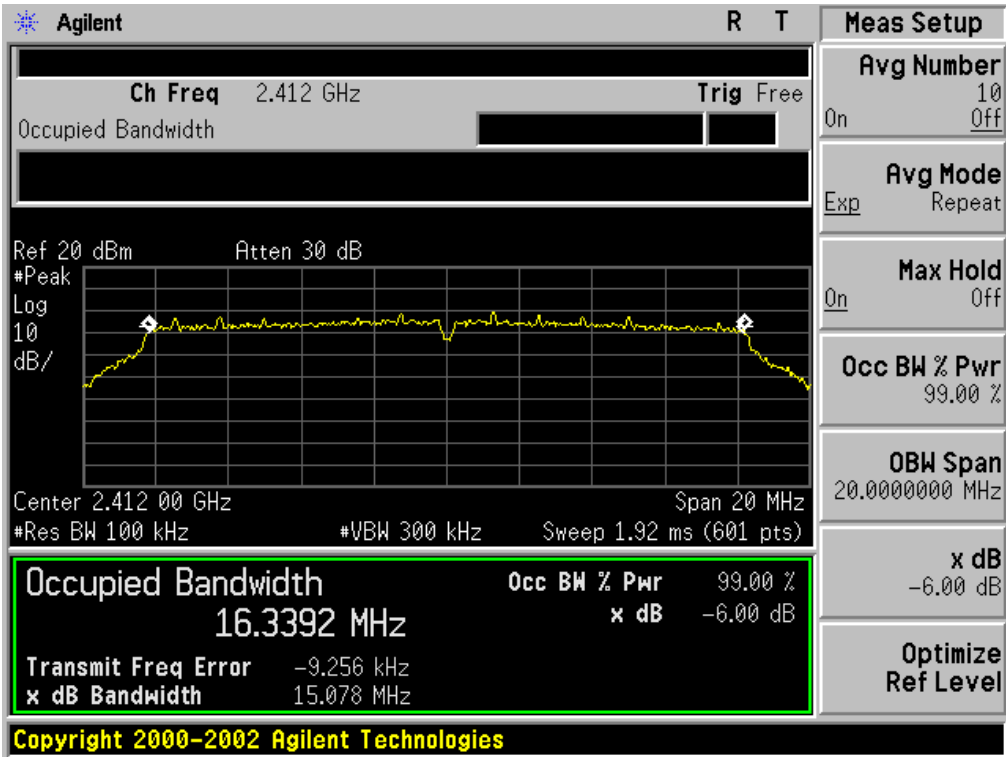 Agilent R T
Ch Freq 2.412 GHz Trig Free
Occupied Bandwidth
Ref 20 dBm Atten 30 dB
#Peak
Log
10
dB/
Center 2.412 00 GHz Span 20 MHz
#Res BW 100 kHz #VBW 300 kHz Sweep 1.92 ms (601 pts)
Occupied Bandwidth Occ BW % Pwr 99.00 %
16.3392 MHz x dB -6.00 dB
Transmit Freq Error -9.256 kHz
x dB Bandwidth 15.078 MHz
Copyright 2000-2002 Agilent Technologies
Meas Setup
Avg Number
10
On Off
Avg Mode
Exp Repeat
Max Hold
On Off
Occ BW % Pwr
99.00 %
OBW Span
20.0000000 MHz
x dB
-6.00 dB
Optimize
Ref Level